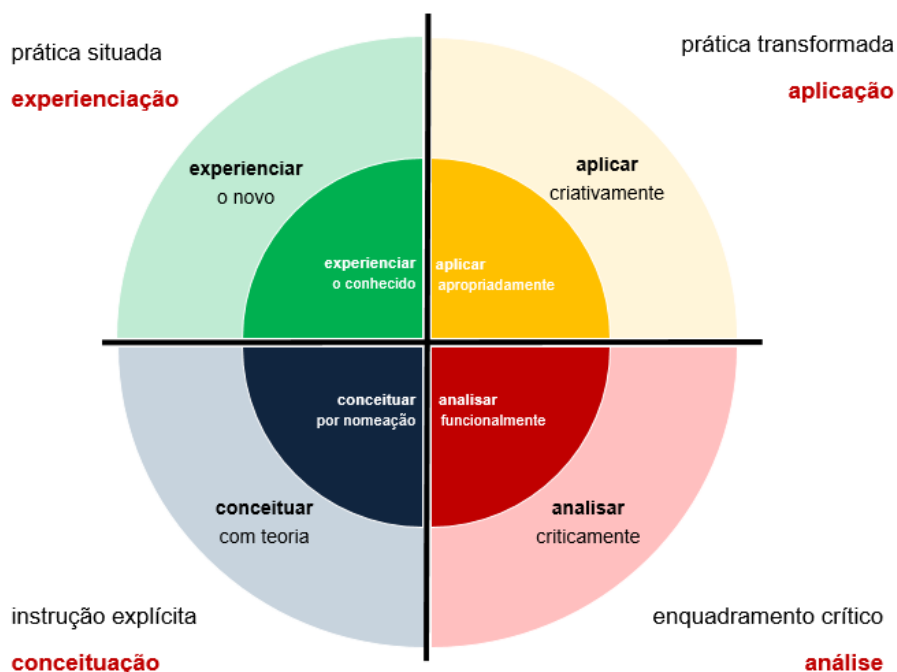 prática situada
experienciação
prática transformada
aplicação
experienciar
o novo
aplicar
criativamente
experienciar
o conhecido
aplicar
apropriadamente
conceituar
por nomeação
analisar
funcionalmente
conceituar
com teoria
analisar
criticamente
instrução explícita
conceituação
enquadramento crítico
análise